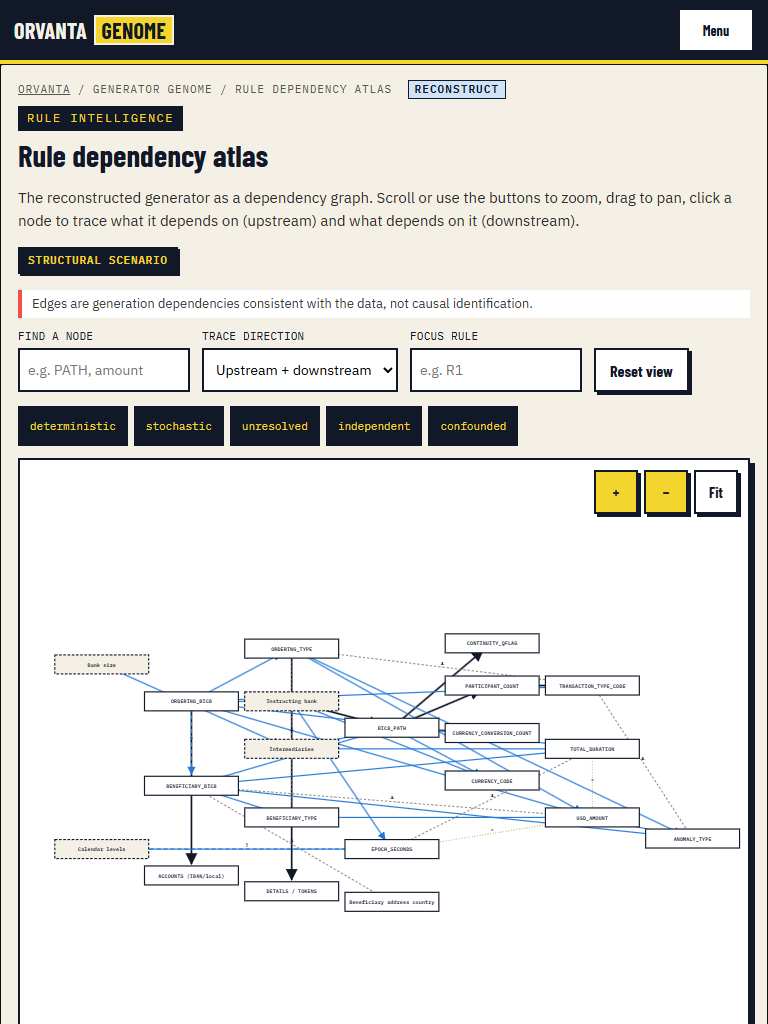 ORVANTA GENOME
Menu
ORVANTA / GENERATOR GENOME / RULE DEPENDENCY ATLAS RECONSTRUCT
RULE INTELLIGENCE
Rule dependency atlas
The reconstructed generator as a dependency graph. Scroll or use the buttons to zoom, drag to pan, click a
node to trace what it depends on (upstream) and what depends on it (downstream).
STRUCTURAL SCENARIO
Edges are generation dependencies consistent with the data, not causal identification.
FIND A NODE TRACE DIRECTION FOCUS RULE
e.g. PATH, amount Upstream + downstream e.g. R1 Reset view
deterministic stochastic unresolved independent confounded
+ − Fit
CONTINUITY_QFLAG
ORDERING_TYPE
Bank size
PARTICIPANT_COUNT TRANSACTION_TYPE_CODE
ORDERING_BIC8 Instructing bank
BIC8_PATH
CURRENCY_CONVERSION_COUNT
Intermediaries TOTAL_DURATION
CURRENCY_CODE
BENEFICIARY_BIC8
BENEFICIARY_TYPE USD_AMOUNT
ANOMALY_TYPE
Calendar levels EPOCH_SECONDS
ACCOUNTS (IBAN/local)
DETAILS / TOKENS
Beneficiary address country